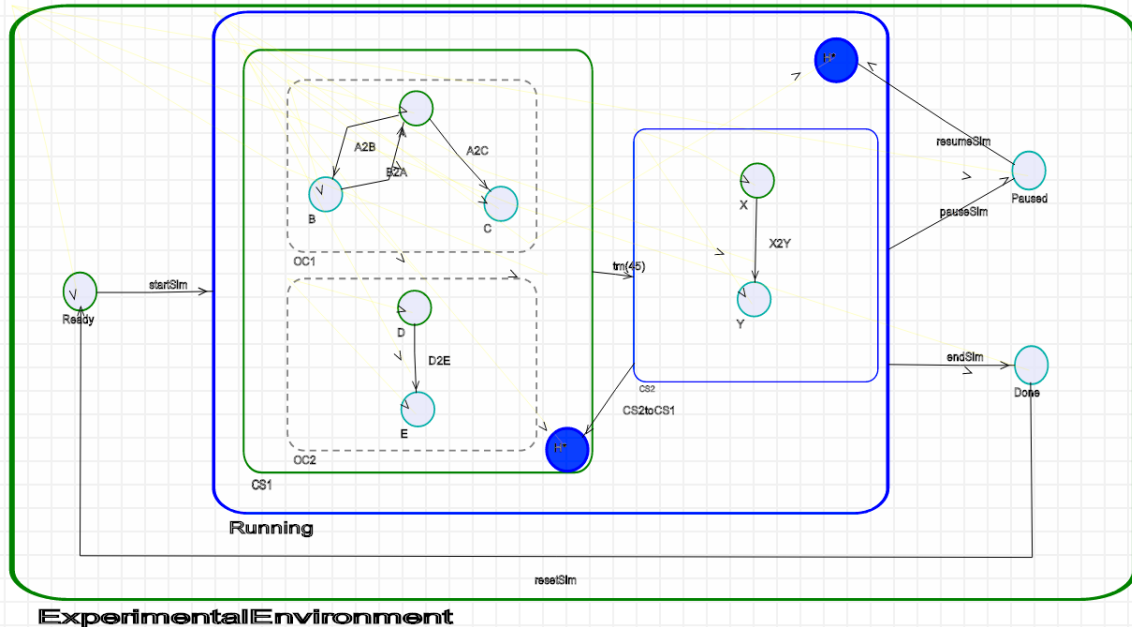 H*
A
A2B
B2A
A2C
resumeSim
Paused
X
B
C
pauseSim
X2Y
OC1
tm(45)
startSim
Ready
Y
D
D2E
endSim
CS2
Done
CS2toCS1
E
H*
OC2
CS1
Running
resetSim
ExperimentalEnvironment